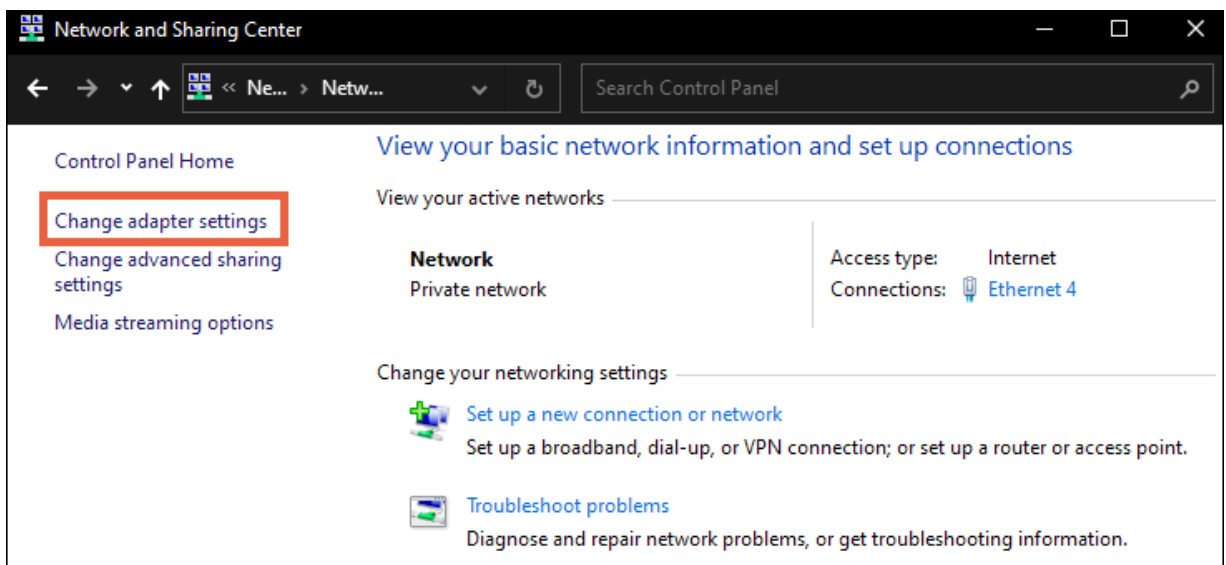 Network and Sharing Center
« Ne... › Netw...
Search Control Panel
Control Panel Home
Change adapter settings
Change advanced sharing
settings
Media streaming options
View your basic network information and set up connections
View your active networks
Network
Private network
Access type: Internet
Connections: Ethernet 4
Change your networking settings
Set up a new connection or network
Set up a broadband, dial-up, or VPN connection; or set up a router or access point.
Troubleshoot problems
Diagnose and repair network problems, or get troubleshooting information.